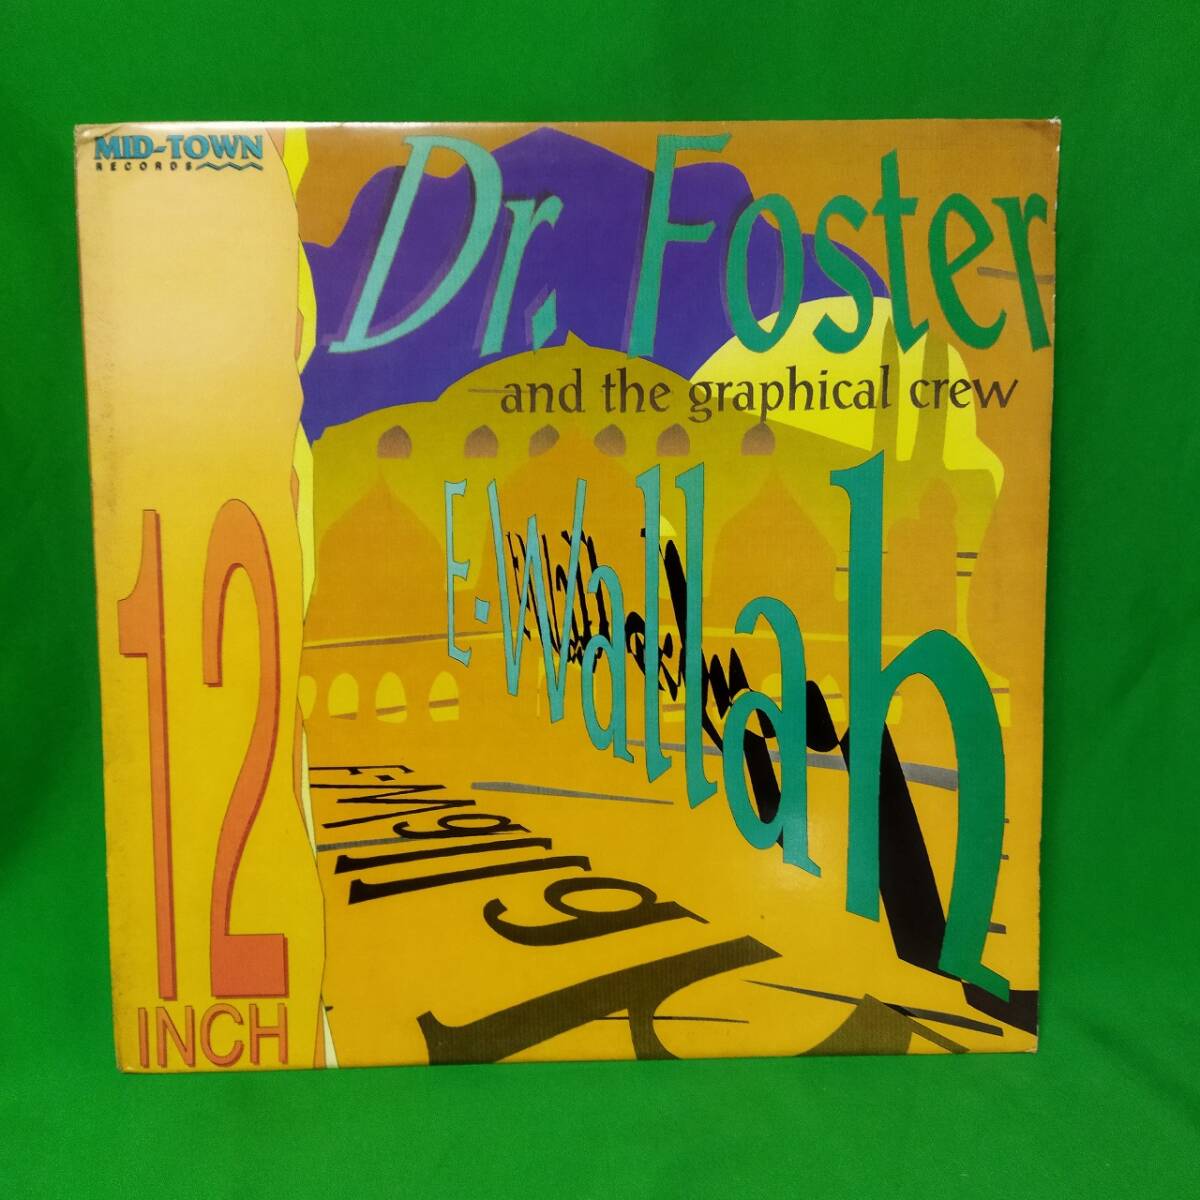 MID-TOWN
RECORDS
Dr. Foster
and the graphical crew
E-Wallah
12
INCH